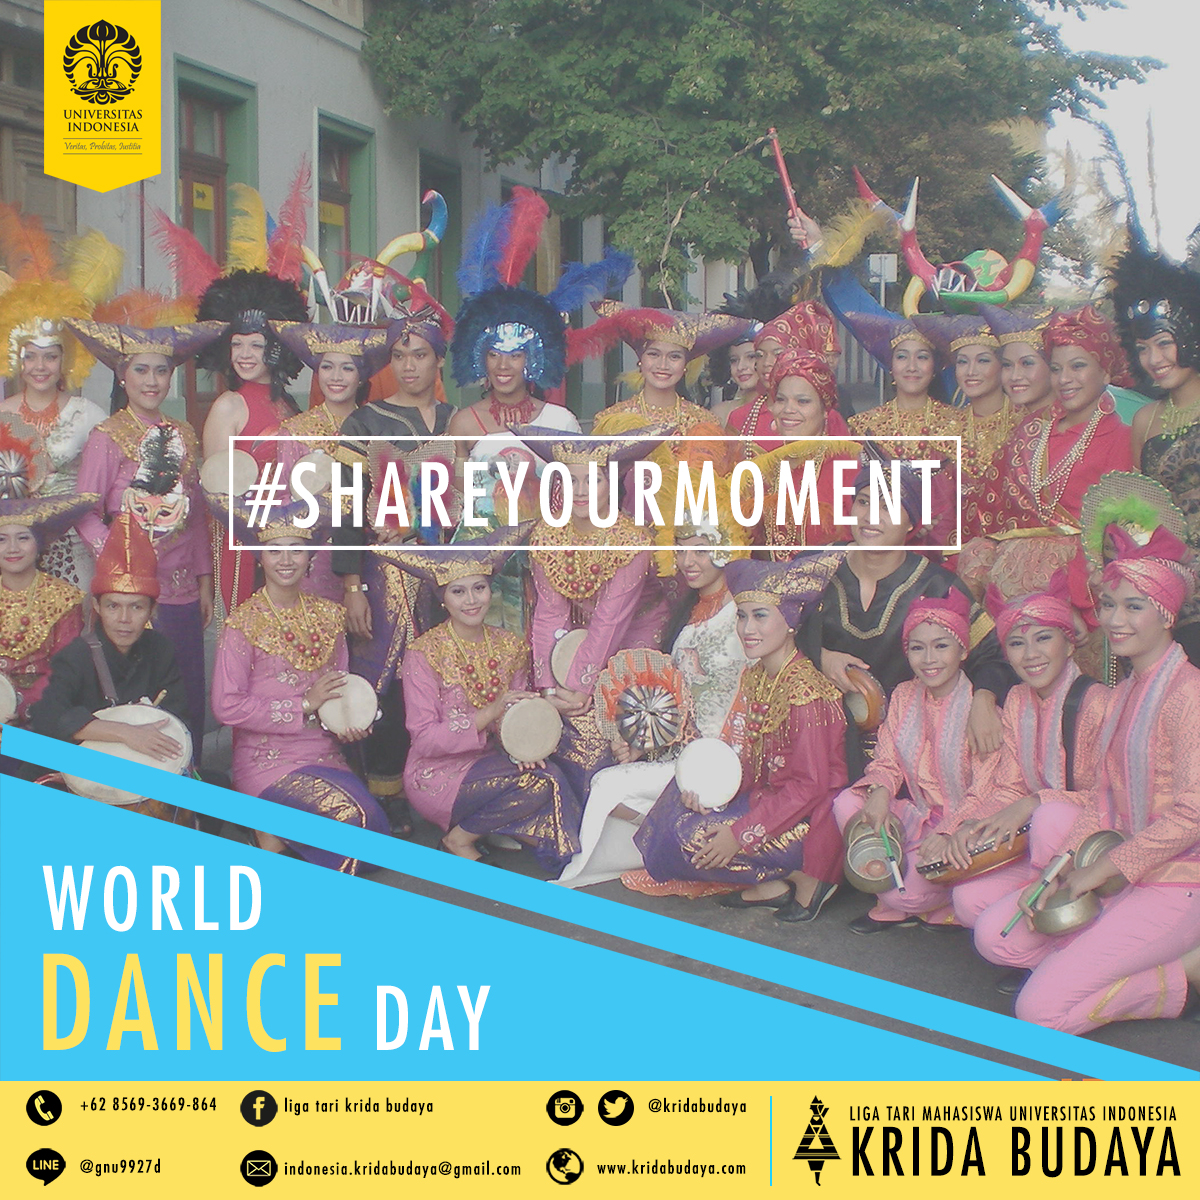 UNIVERSITAS
INDONESIA
Veritas, Probitas, Iustitia
#SHAREYOURMOMENT
WORLD
DANCE DAY
+62 8569-3669-864
liga tari krida budaya
@kridabudaya
LIGA TARI MAHASISWA UNIVERSITAS INDONESIA
KRIDA BUDAYA
LINE
@gnu9927d
indonesia.kridabudaya@gmail.com
www.kridabudaya.com